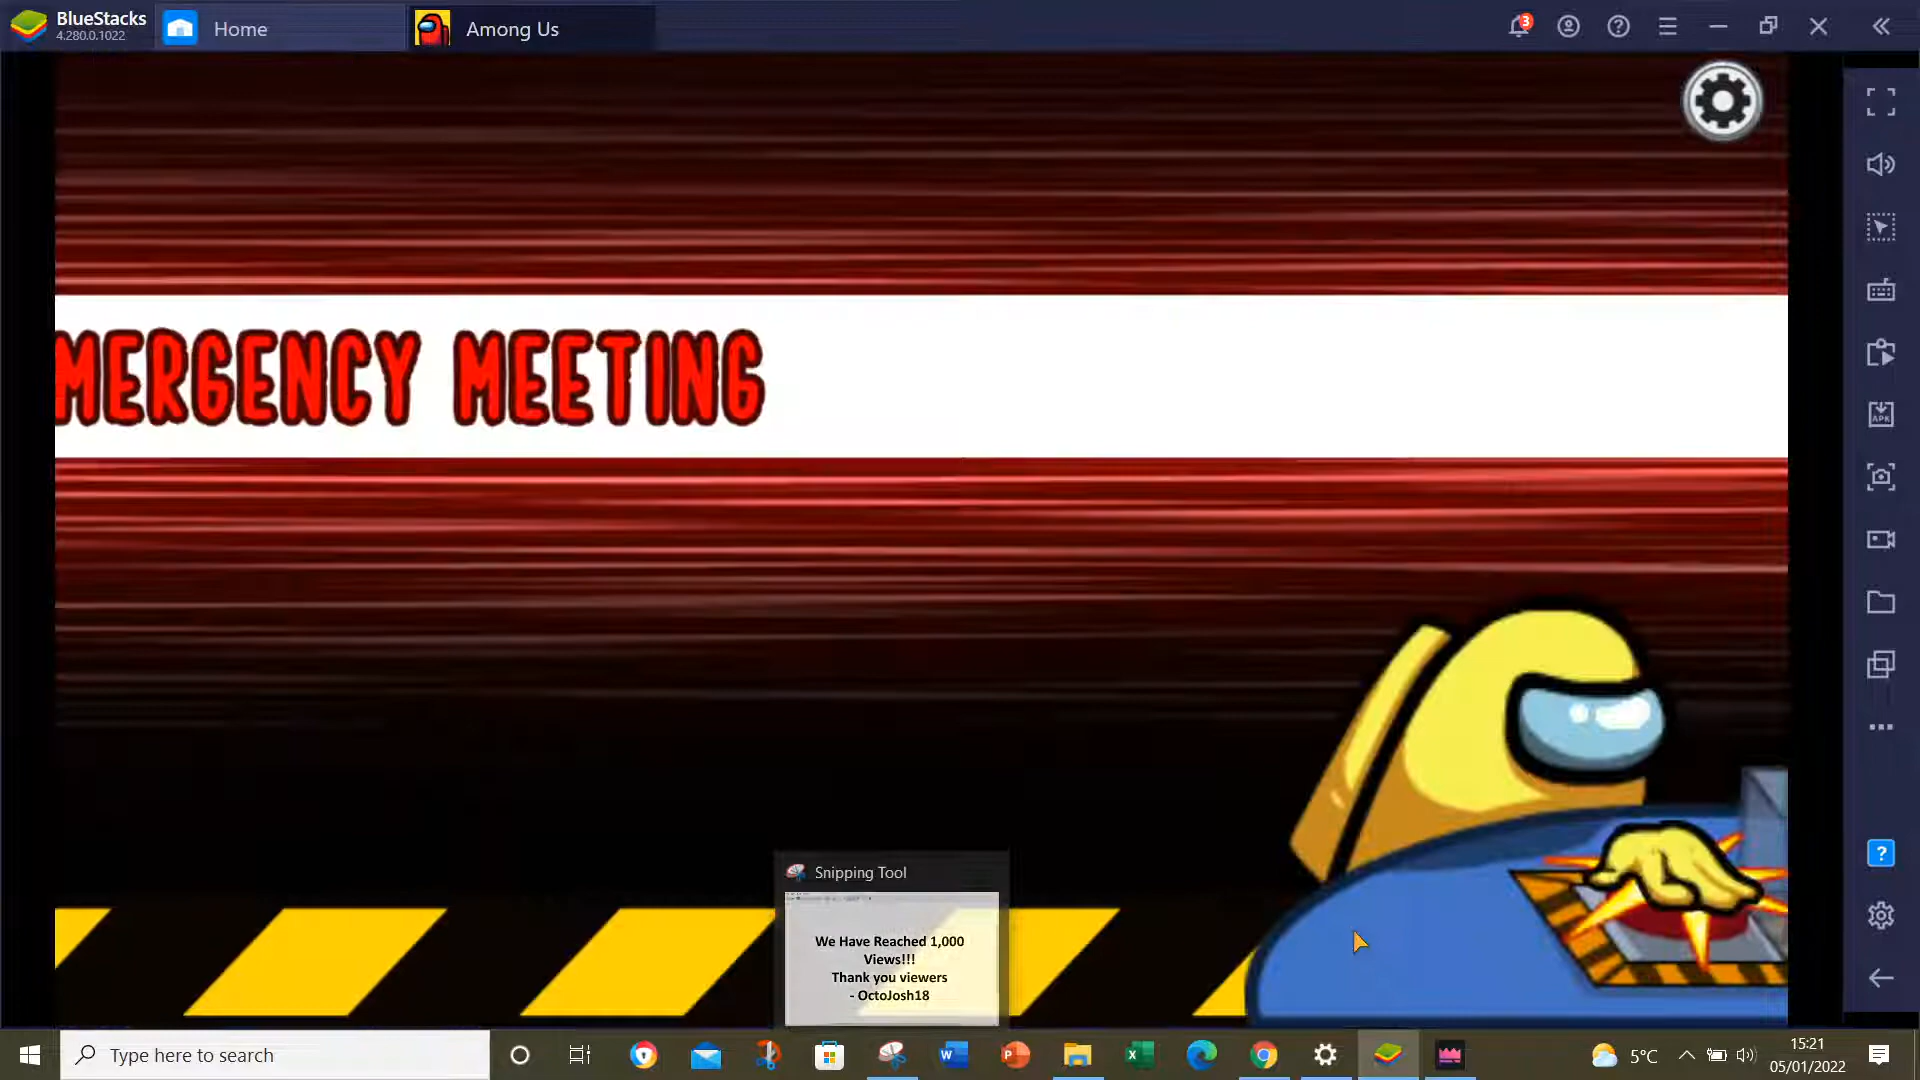 BlueStacks
4.280.0.1022
Home
Among Us
3
MERGENCY MEETING
APK
?
Snipping Tool
We Have Reached 1,000
Views!!!
Thank you viewers
- OctoJosh18
Type here to search
5°C
15:21
05/01/2022